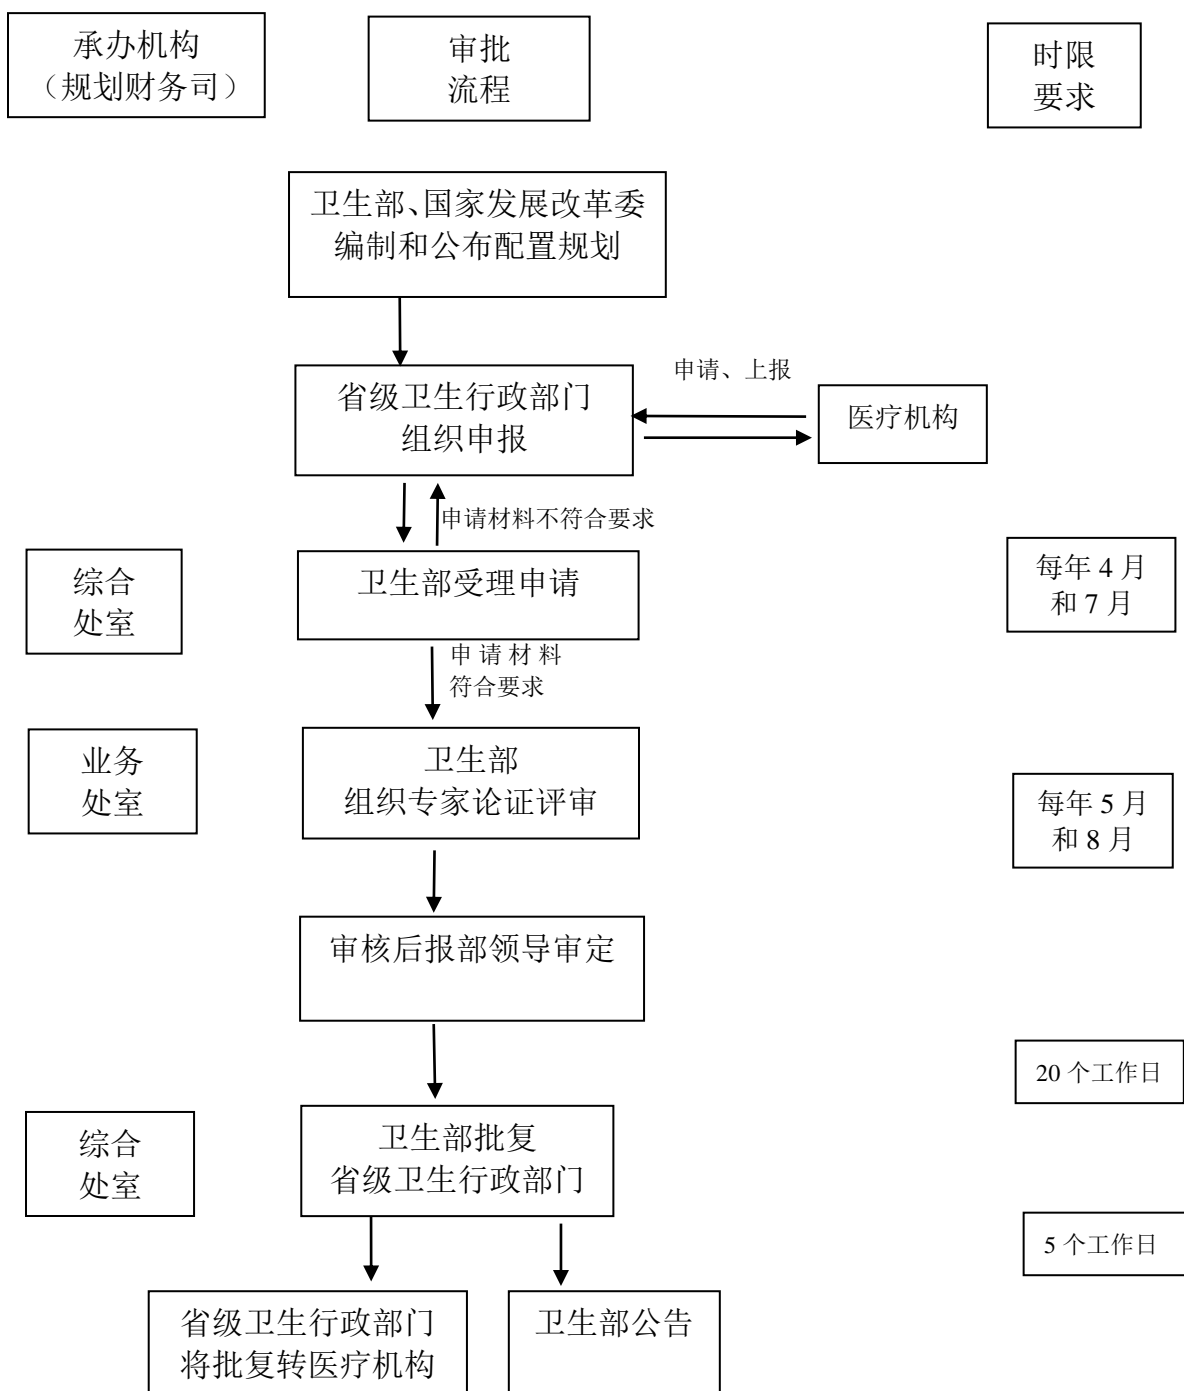 承办机构
（规划财务司）
审批
流程
时限
要求
卫生部、国家发展改革委
编制和公布配置规划
申请、上报
省级卫生行政部门
组织申报
医疗机构
申请材料不符合要求
综合
处室
卫生部受理申请
每年 4 月
和 7 月
申请材料
符合要求
业务
处室
卫生部
组织专家论证评审
每年 5 月
和 8 月
审核后报部领导审定
20 个工作日
综合
处室
卫生部批复
省级卫生行政部门
5 个工作日
省级卫生行政部门
将批复转医疗机构
卫生部公告